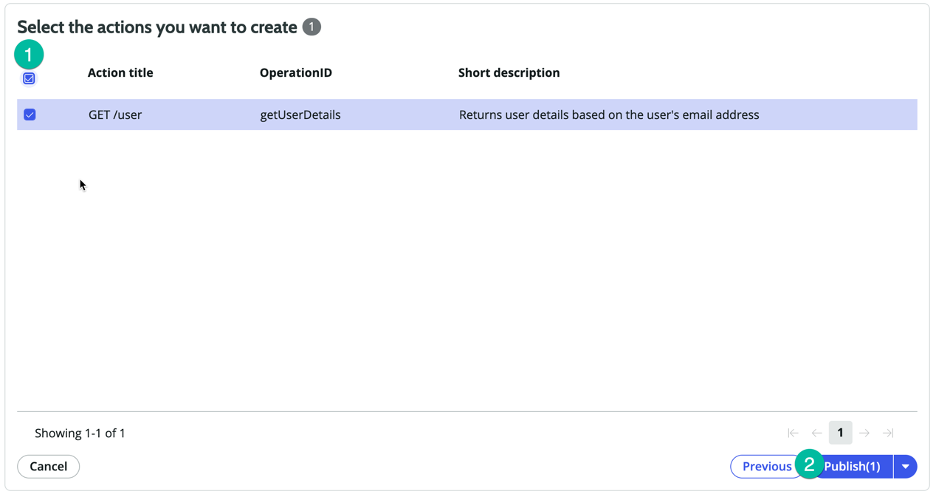 Select the actions you want to create 1
1
Action title OperationID Short description
GET /user getUserDetails Returns user details based on the user's email address
Showing 1-1 of 1 1
Cancel Previous 2 Publish(1)